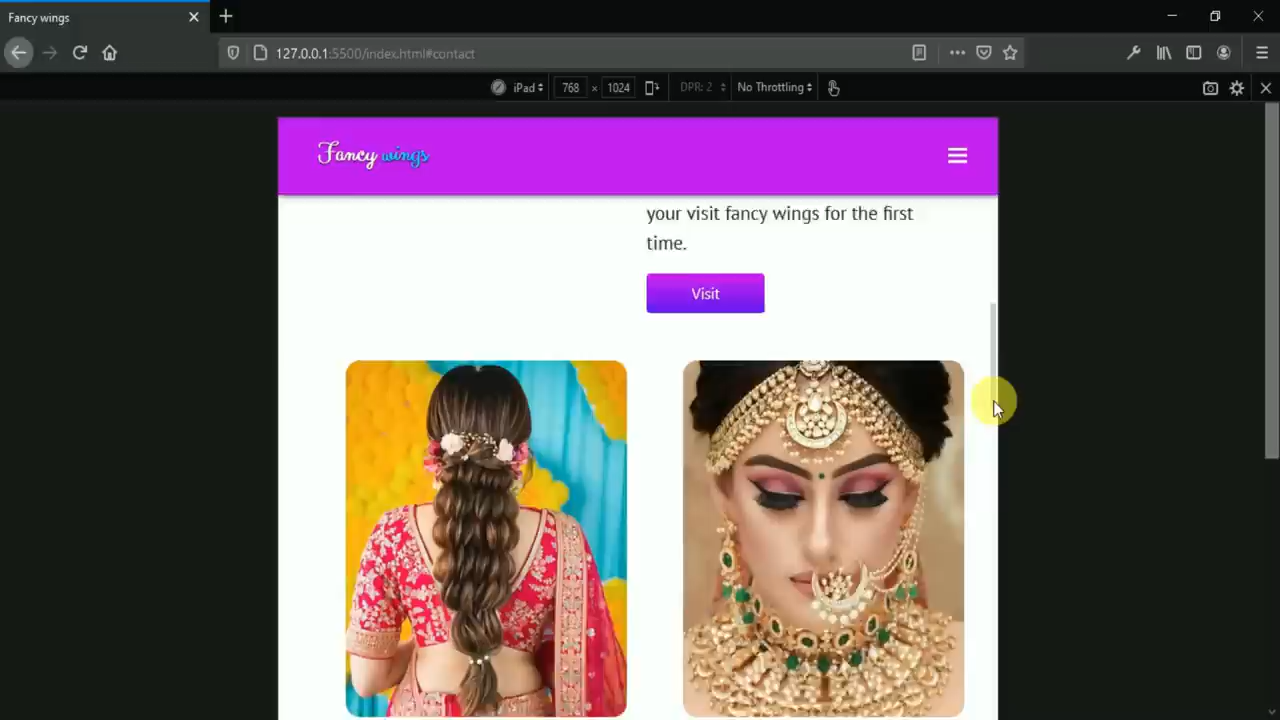 Fancy wings
127.0.0.1:5500/index.html#contact
iPad
768 × 1024
DPR: 2
No Throttling
Fancy wings
your visit fancy wings for the first
time.
Visit